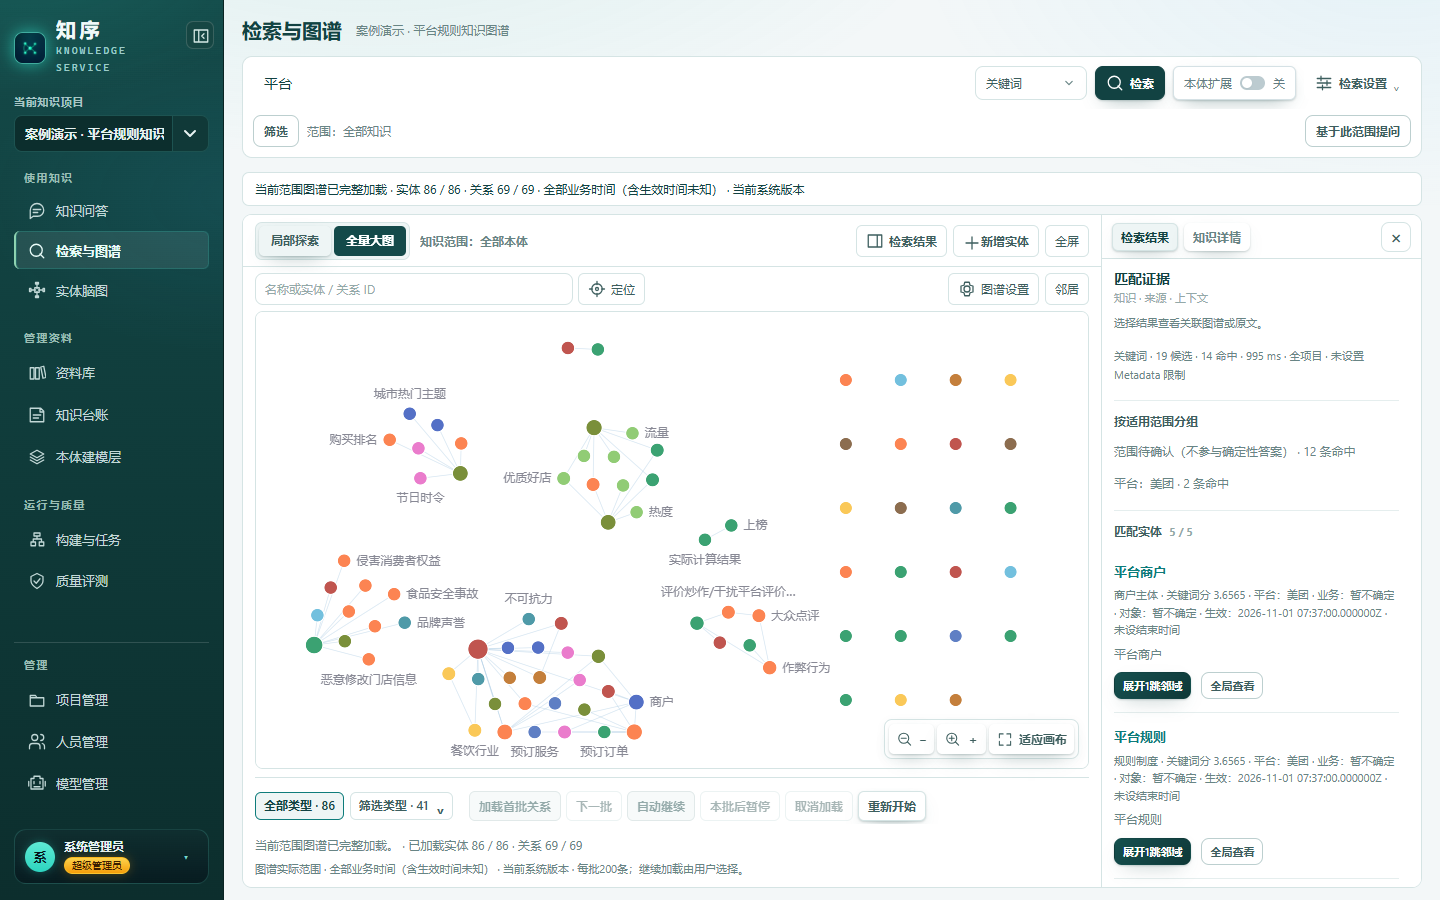 知序
KNOWLEDGE
SERVICE
当前知识项目
案例演示 · 平台规则知识
使用知识
知识问答
检索与图谱
实体脑图
管理资料
资料库
知识台账
本体建模层
运行与质量
构建与任务
质量评测
管理
项目管理
人员管理
模型管理
系
系统管理员
超级管理员
检索与图谱
案例演示 · 平台规则知识图谱
平台
关键词
检索
本体扩展 关
检索设置
筛选
范围：全部知识
基于此范围提问
当前范围图谱已完整加载 · 实体 86 / 86 · 关系 69 / 69 · 全部业务时间（含生效时间未知） · 当前系统版本
局部探索
全量大图
知识范围：全部本体
检索结果
新增实体
全屏
名称或实体 / 关系 ID
定位
图谱设置
邻居
城市热门主题
购买排名
节日时令
流量
优质好店
热度
上榜
实际计算结果
侵害消费者权益
食品安全事故
品牌声誉
恶意修改门店信息
不可抗力
评价炒作/干扰平台评价...
大众点评
作弊行为
商户
餐饮行业
预订服务
预订订单
−
+
适应画布
全部类型 · 86
筛选类型 · 41
加载首批关系
下一批
自动继续
本批后暂停
取消加载
重新开始
当前范围图谱已完整加载。 · 已加载实体 86 / 86 · 关系 69 / 69
图谱实际范围 · 全部业务时间（含生效时间未知） · 当前系统版本 · 每批200条；继续加载由用户选择。
检索结果
知识详情
×
匹配证据
知识 · 来源 · 上下文
选择结果查看关联图谱或原文。
关键词 · 19 候选 · 14 命中 · 995 ms · 全项目 · 未设置
Metadata 限制
按适用范围分组
范围待确认（不参与确定性答案） · 12 条命中
平台：美团 · 2 条命中
匹配实体 5 / 5
平台商户
商户主体 · 关键词分 3.6565 · 平台：美团 · 业务：暂不确定
· 对象：暂不确定 · 生效：2026-11-01 07:37:00.000000Z ·
未设结束时间
平台商户
展开1跳邻域
全局查看
平台规则
规则制度 · 关键词分 3.6565 · 平台：美团 · 业务：暂不确定
· 对象：暂不确定 · 生效：2026-11-01 07:37:00.000000Z ·
未设结束时间
平台规则
展开1跳邻域
全局查看